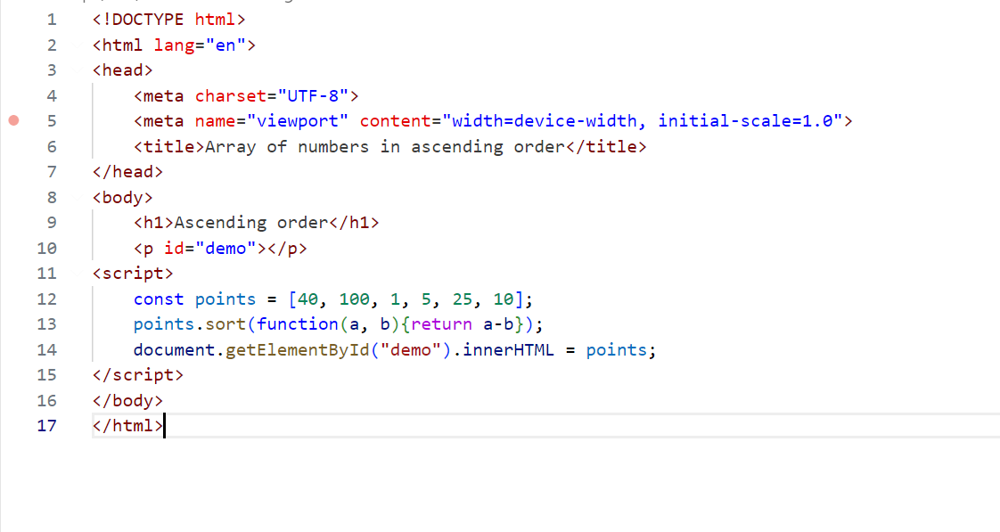 1 <!DOCTYPE html>
2 <html lang="en">
3 <head>
4     <meta charset="UTF-8">
5     <meta name="viewport" content="width=device-width, initial-scale=1.0">
6     <title>Array of numbers in ascending order</title>
7 </head>
8 <body>
9     <h1>Ascending order</h1>
10     <p id="demo"></p>
11 <script>
12     const points = [40, 100, 1, 5, 25, 10];
13     points.sort(function(a, b){return a-b});
14     document.getElementById("demo").innerHTML = points;
15 </script>
16 </body>
17 </html>